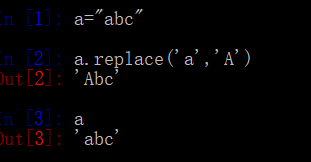 In [1]: a="abc"
In [2]: a.replace('a','A')
Out[2]: 'Abc'
In [3]: a
Out[3]: 'abc'